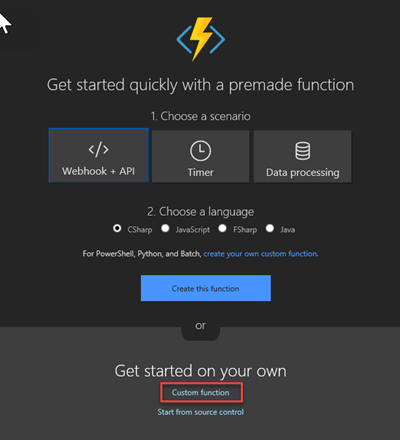 Get started quickly with a premade function
1. Choose a scenario
</>
Webhook + API
Timer
Data processing
2. Choose a language
CSharp JavaScript FSharp Java
For PowerShell, Python, and Batch, create your own custom function.
Create this function
or
Get started on your own
Custom function
Start from source control